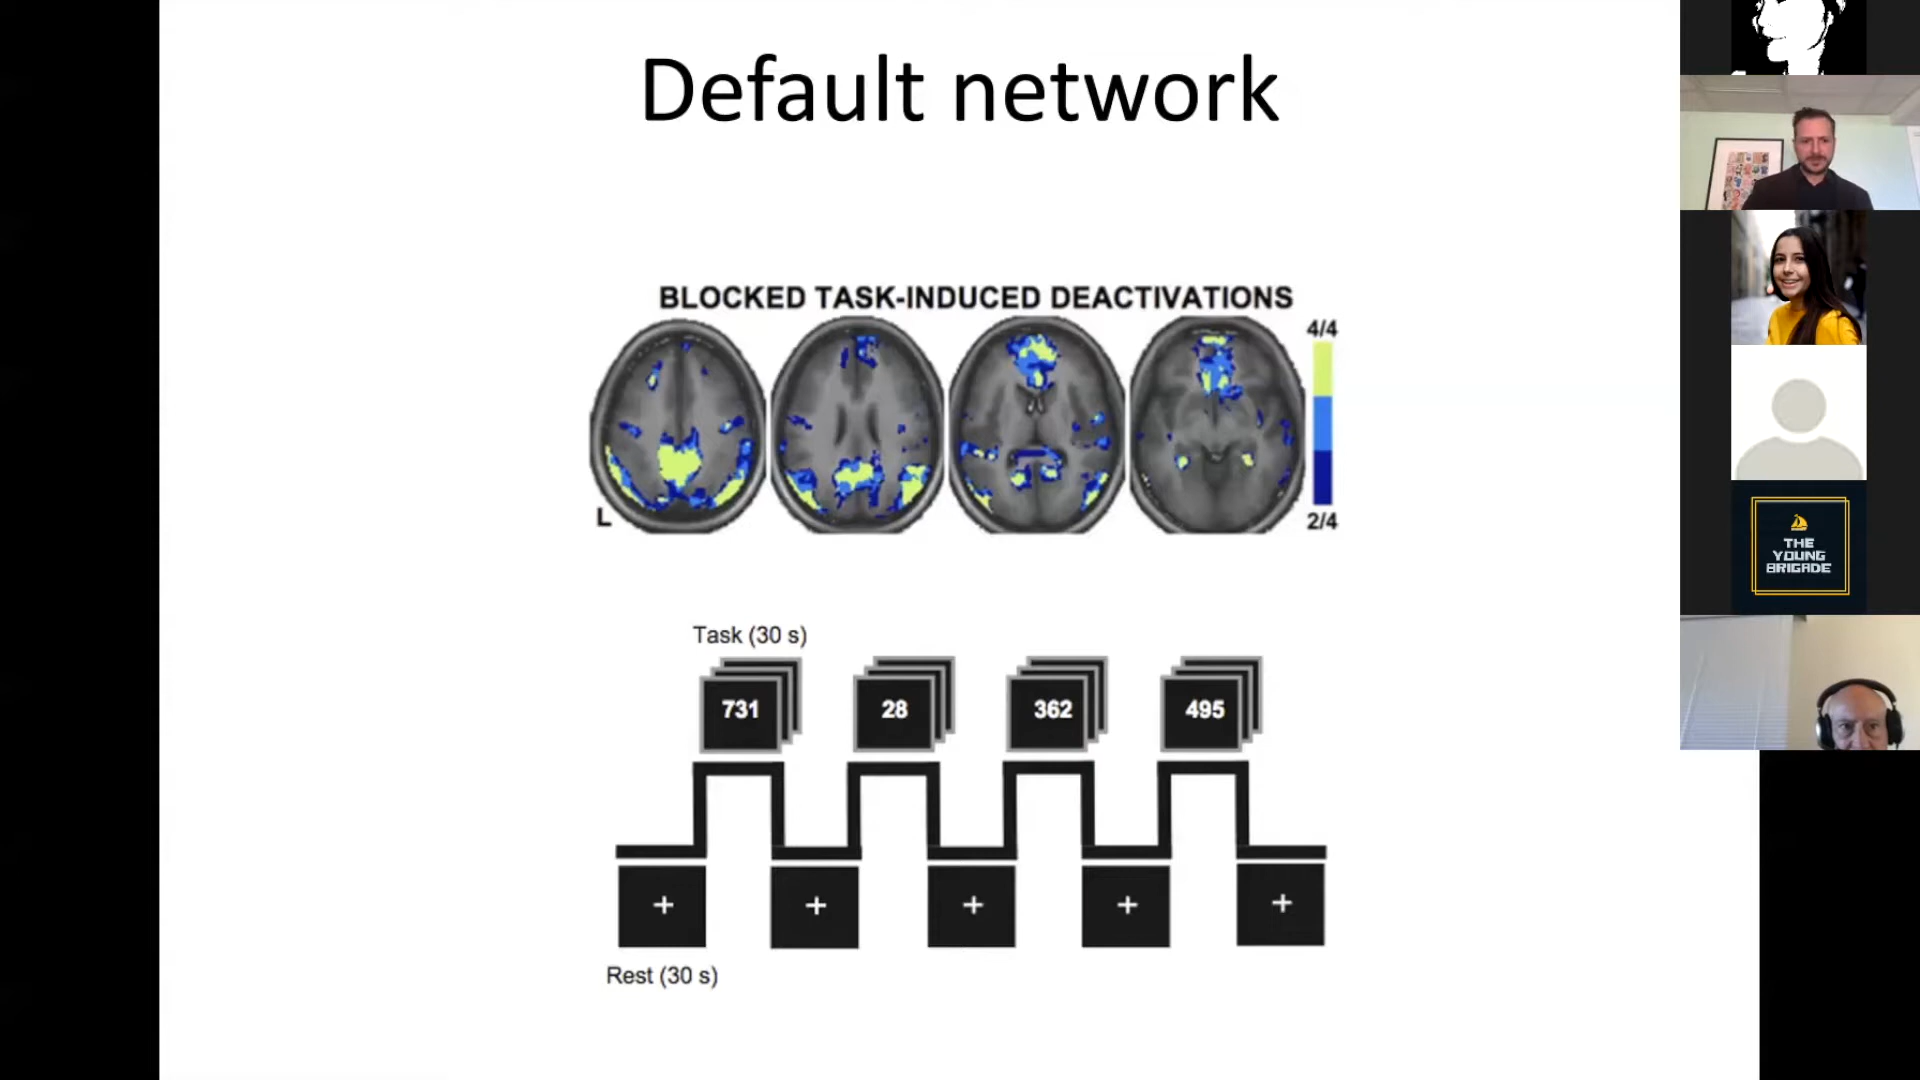 Default network
BLOCKED TASK-INDUCED DEACTIVATIONS
4/4
L
2/4
Task (30 s)
731
28
362
495
+
+
+
+
+
Rest (30 s)
THE
YOUNG
BRIGADE